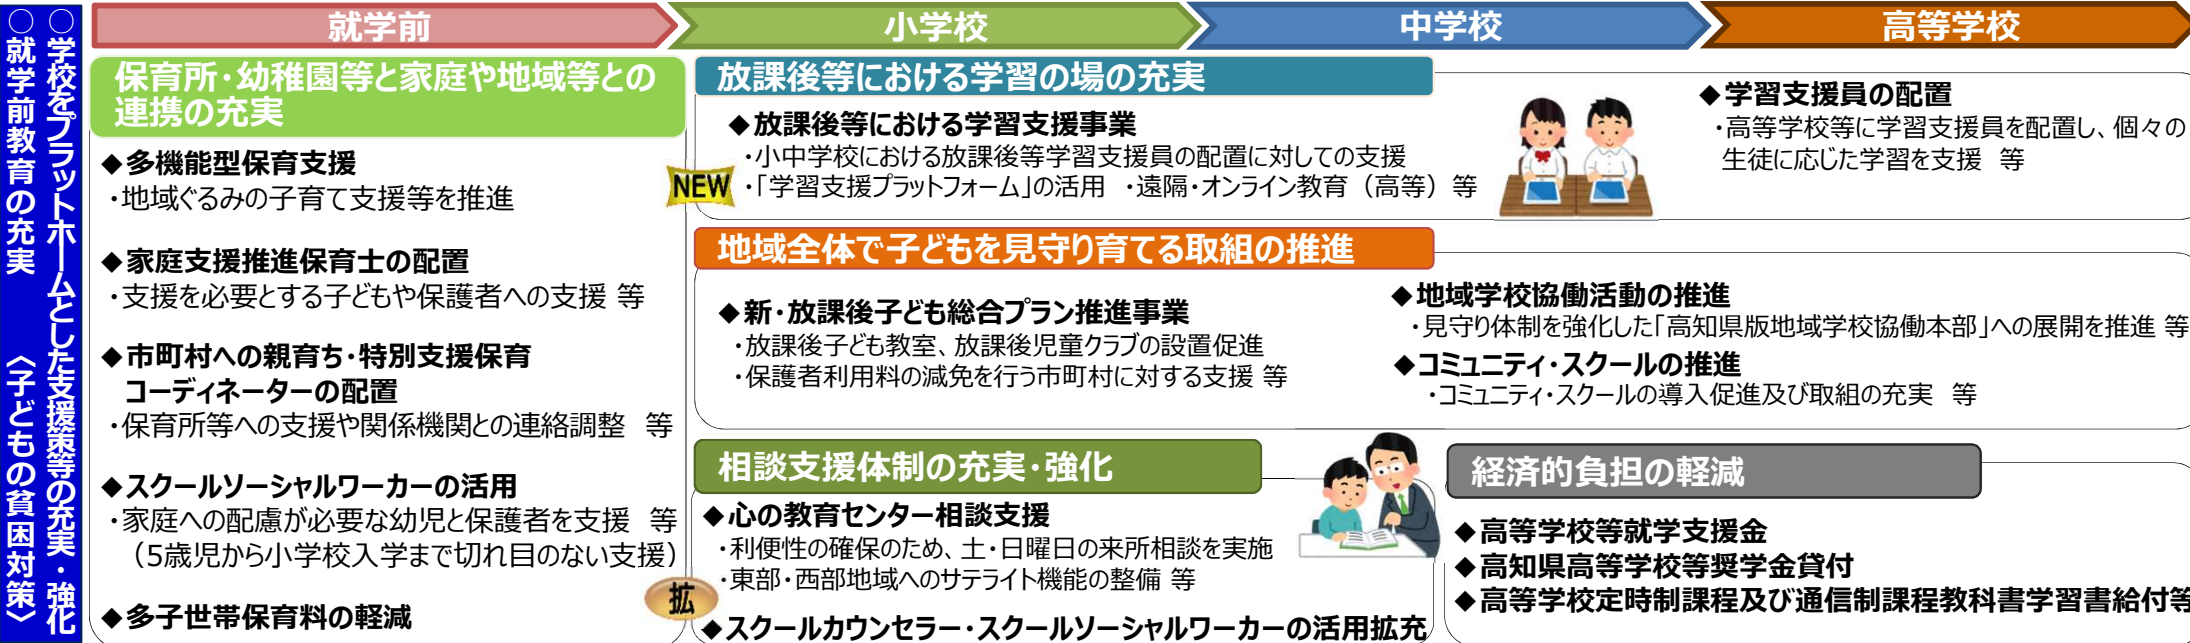 ○学校をプラットホームとした支援策等の充実・強化
○就学前教育の充実 〈子どもの貧困対策〉
就学前
小学校
中学校
高等学校
保育所・幼稚園等と家庭や地域等との
連携の充実
◆多機能型保育支援
・地域ぐるみの子育て支援等を推進
◆家庭支援推進保育士の配置
・支援を必要とする子どもや保護者への支援 等
◆市町村への親育ち・特別支援保育
コーディネーターの配置
・保育所等への支援や関係機関との連絡調整 等
◆スクールソーシャルワーカーの活用
・家庭への配慮が必要な幼児と保護者を支援 等
（5歳児から小学校入学まで切れ目のない支援）
◆多子世帯保育料の軽減
放課後等における学習の場の充実
◆放課後等における学習支援事業
・小中学校における放課後等学習支援員の配置に対しての支援
NEW ・「学習支援プラットフォーム」の活用 ・遠隔・オンライン教育（高等）等
◆学習支援員の配置
・高等学校等に学習支援員を配置し、個々の
生徒に応じた学習を支援 等
地域全体で子どもを見守り育てる取組の推進
◆新・放課後子ども総合プラン推進事業
・放課後子ども教室、放課後児童クラブの設置促進
・保護者利用料の減免を行う市町村に対する支援 等
◆地域学校協働活動の推進
・見守り体制を強化した「高知県版地域学校協働本部」への展開を推進 等
◆コミュニティ・スクールの推進
・コミュニティ・スクールの導入促進及び取組の充実 等
相談支援体制の充実・強化
◆心の教育センター相談支援
・利便性の確保のため、土・日曜日の来所相談を実施
・東部・西部地域へのサテライト機能の整備 等
拡
◆スクールカウンセラー・スクールソーシャルワーカーの活用拡充
経済的負担の軽減
◆高等学校等就学支援金
◆高知県高等学校等奨学金貸付
◆高等学校定時制課程及び通信制課程教科書学習書給付等